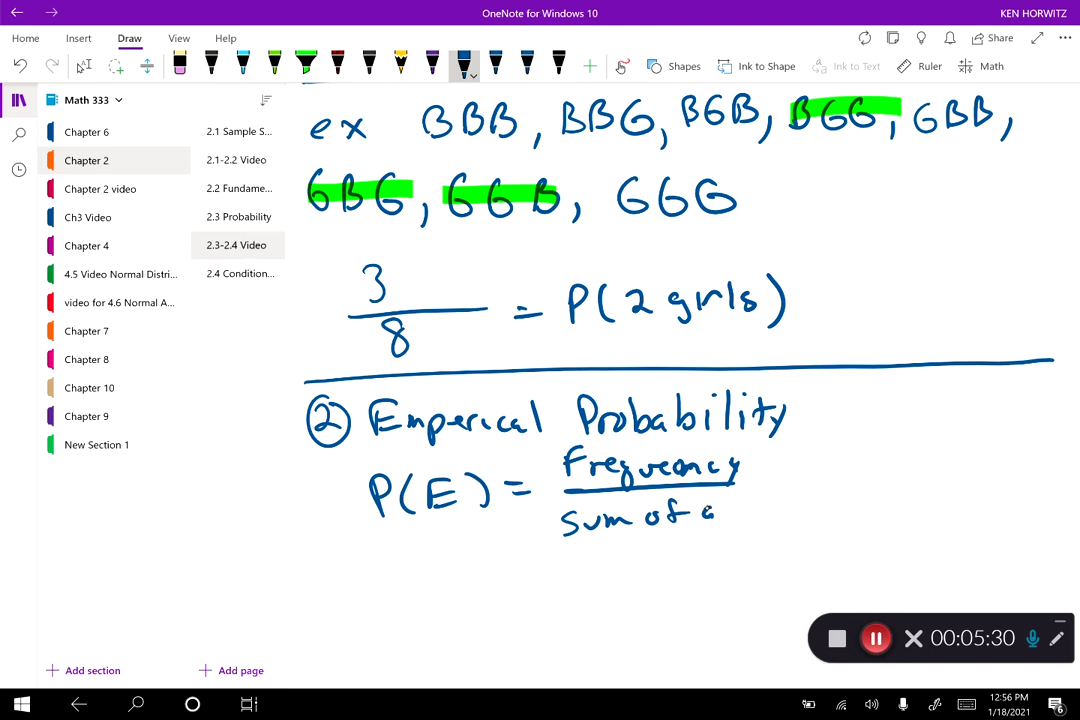 OneNote for Windows 10
KEN HORWITZ
Home Insert Draw View Help
Share
Shapes Ink to Shape Ink to Text Ruler Math
Math 333
Chapter 6
Chapter 2
Chapter 2 video
Ch3 Video
Chapter 4
4.5 Video Normal Distri...
video for 4.6 Normal A...
Chapter 7
Chapter 8
Chapter 10
Chapter 9
New Section 1
2.1 Sample S...
2.1-2.2 Video
2.2 Fundame...
2.3 Probability
2.3-2.4 Video
2.4 Condition...
ex BBB, BBG, BGB, BGG, GBB,
GBG, GGB, GGG
3
8 = P(2 girls)
② Emperical Probability
P(E) = Frequency
sum of
00:05:30
+ Add section
+ Add page
12:56 PM
1/18/2021
6